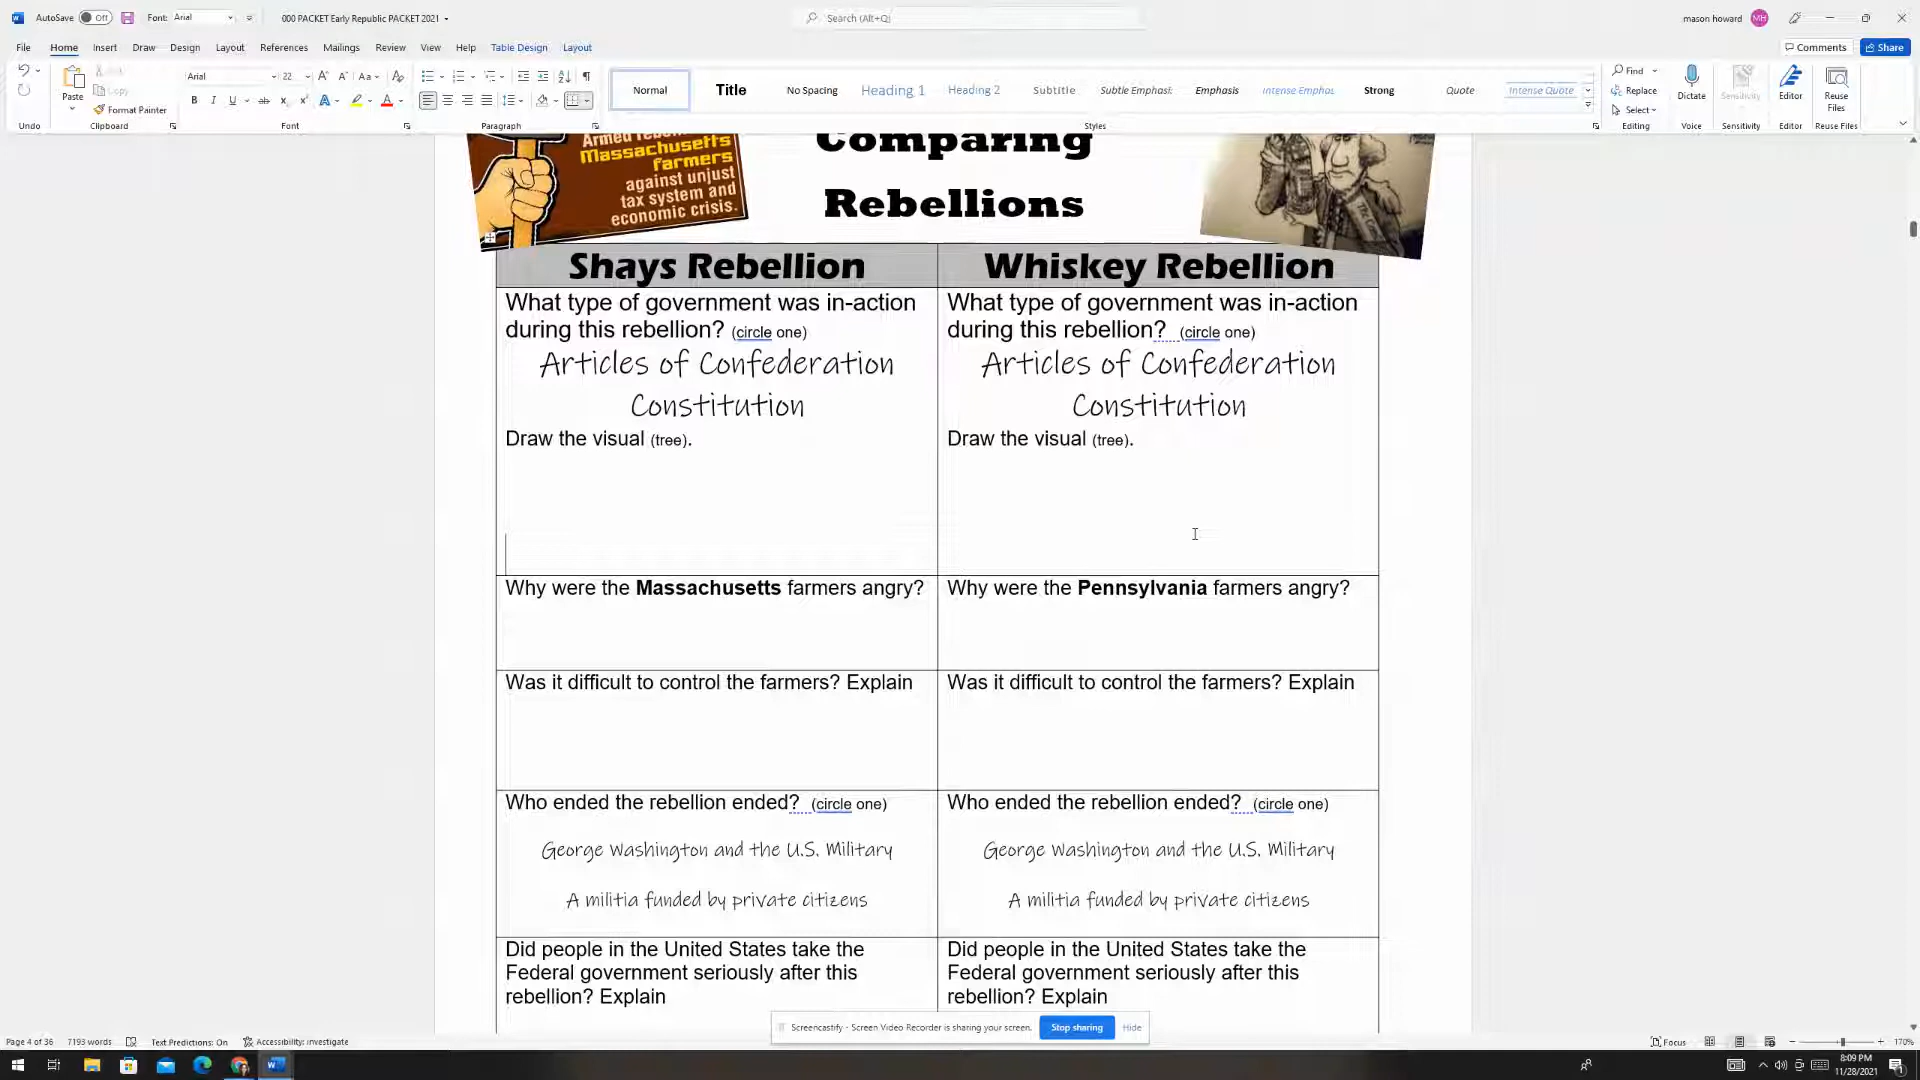 AutoSave Off Font: Arial 000 PACKET Early Republic PACKET 2021 Search (Alt+Q) mason howard MH
File Home Insert Draw Design Layout References Mailings Review View Help Table Design Layout Comments Share
Paste Cut Copy Format Painter
Arial 22
Normal Title No Spacing Heading 1 Heading 2 Subtitle Subtle Emphasi: Emphasis Intense Emphas Strong Quote Intense Quote
Find Replace Select Dictate Sensitivity Editor Reuse Files
Undo Clipboard Font Paragraph Styles Editing Voice Sensitivity Editor Reuse Files
Massachusetts
farmers
against unjust
tax system and
economic crisis.
Comparing
Rebellions
Shays Rebellion
What type of government was in-action
during this rebellion? (circle one)
Articles of Confederation
Constitution
Draw the visual (tree).
Whiskey Rebellion
What type of government was in-action
during this rebellion? (circle one)
Articles of Confederation
Constitution
Draw the visual (tree).
Why were the Massachusetts farmers angry?
Why were the Pennsylvania farmers angry?
Was it difficult to control the farmers? Explain
Was it difficult to control the farmers? Explain
Who ended the rebellion ended? (circle one)
George Washington and the U.S. Military
A militia funded by private citizens
Who ended the rebellion ended? (circle one)
George Washington and the U.S. Military
A militia funded by private citizens
Did people in the United States take the
Federal government seriously after this
rebellion? Explain
Did people in the United States take the
Federal government seriously after this
rebellion? Explain
Screencastify - Screen Video Recorder is sharing your screen. Stop sharing Hide
Page 4 of 36 7193 words Text Predictions: On Accessibility: Investigate Focus 170%
8:09 PM
11/28/2021